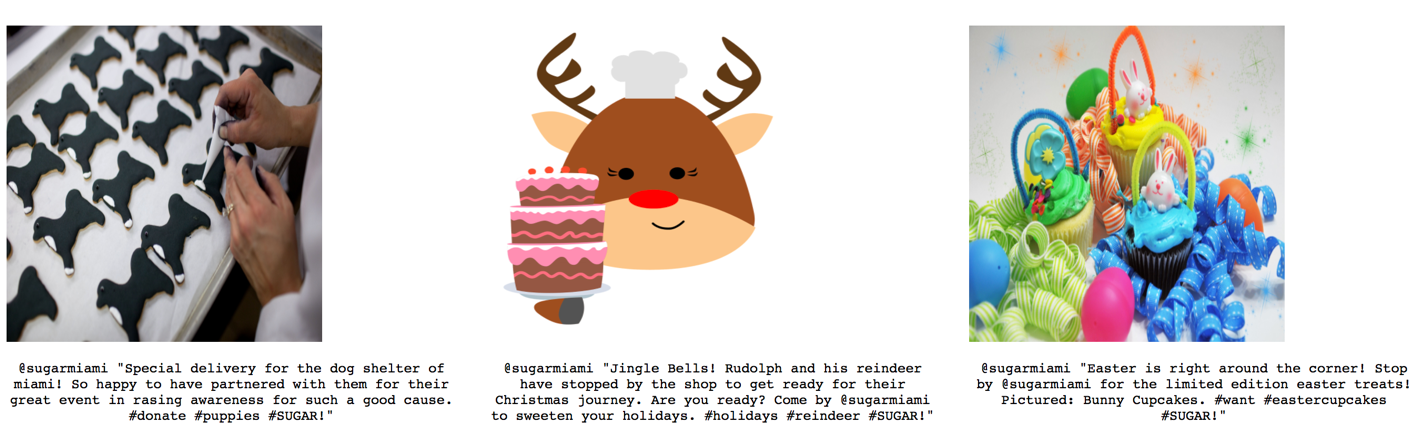 @sugarmiami "Special delivery for the dog shelter of
miami! So happy to have partnered with them for their
great event in rasing awareness for such a good cause.
#donate #puppies #SUGAR!"
@sugarmiami "Jingle Bells! Rudolph and his reindeer
have stopped by the shop to get ready for their
Christmas journey. Are you ready? Come by @sugarmiami
to sweeten your holidays. #holidays #reindeer #SUGAR!"
@sugarmiami "Easter is right around the corner! Stop
by @sugarmiami for the limited edition easter treats!
Pictured: Bunny Cupcakes. #want #eastercupcakes
#SUGAR!"